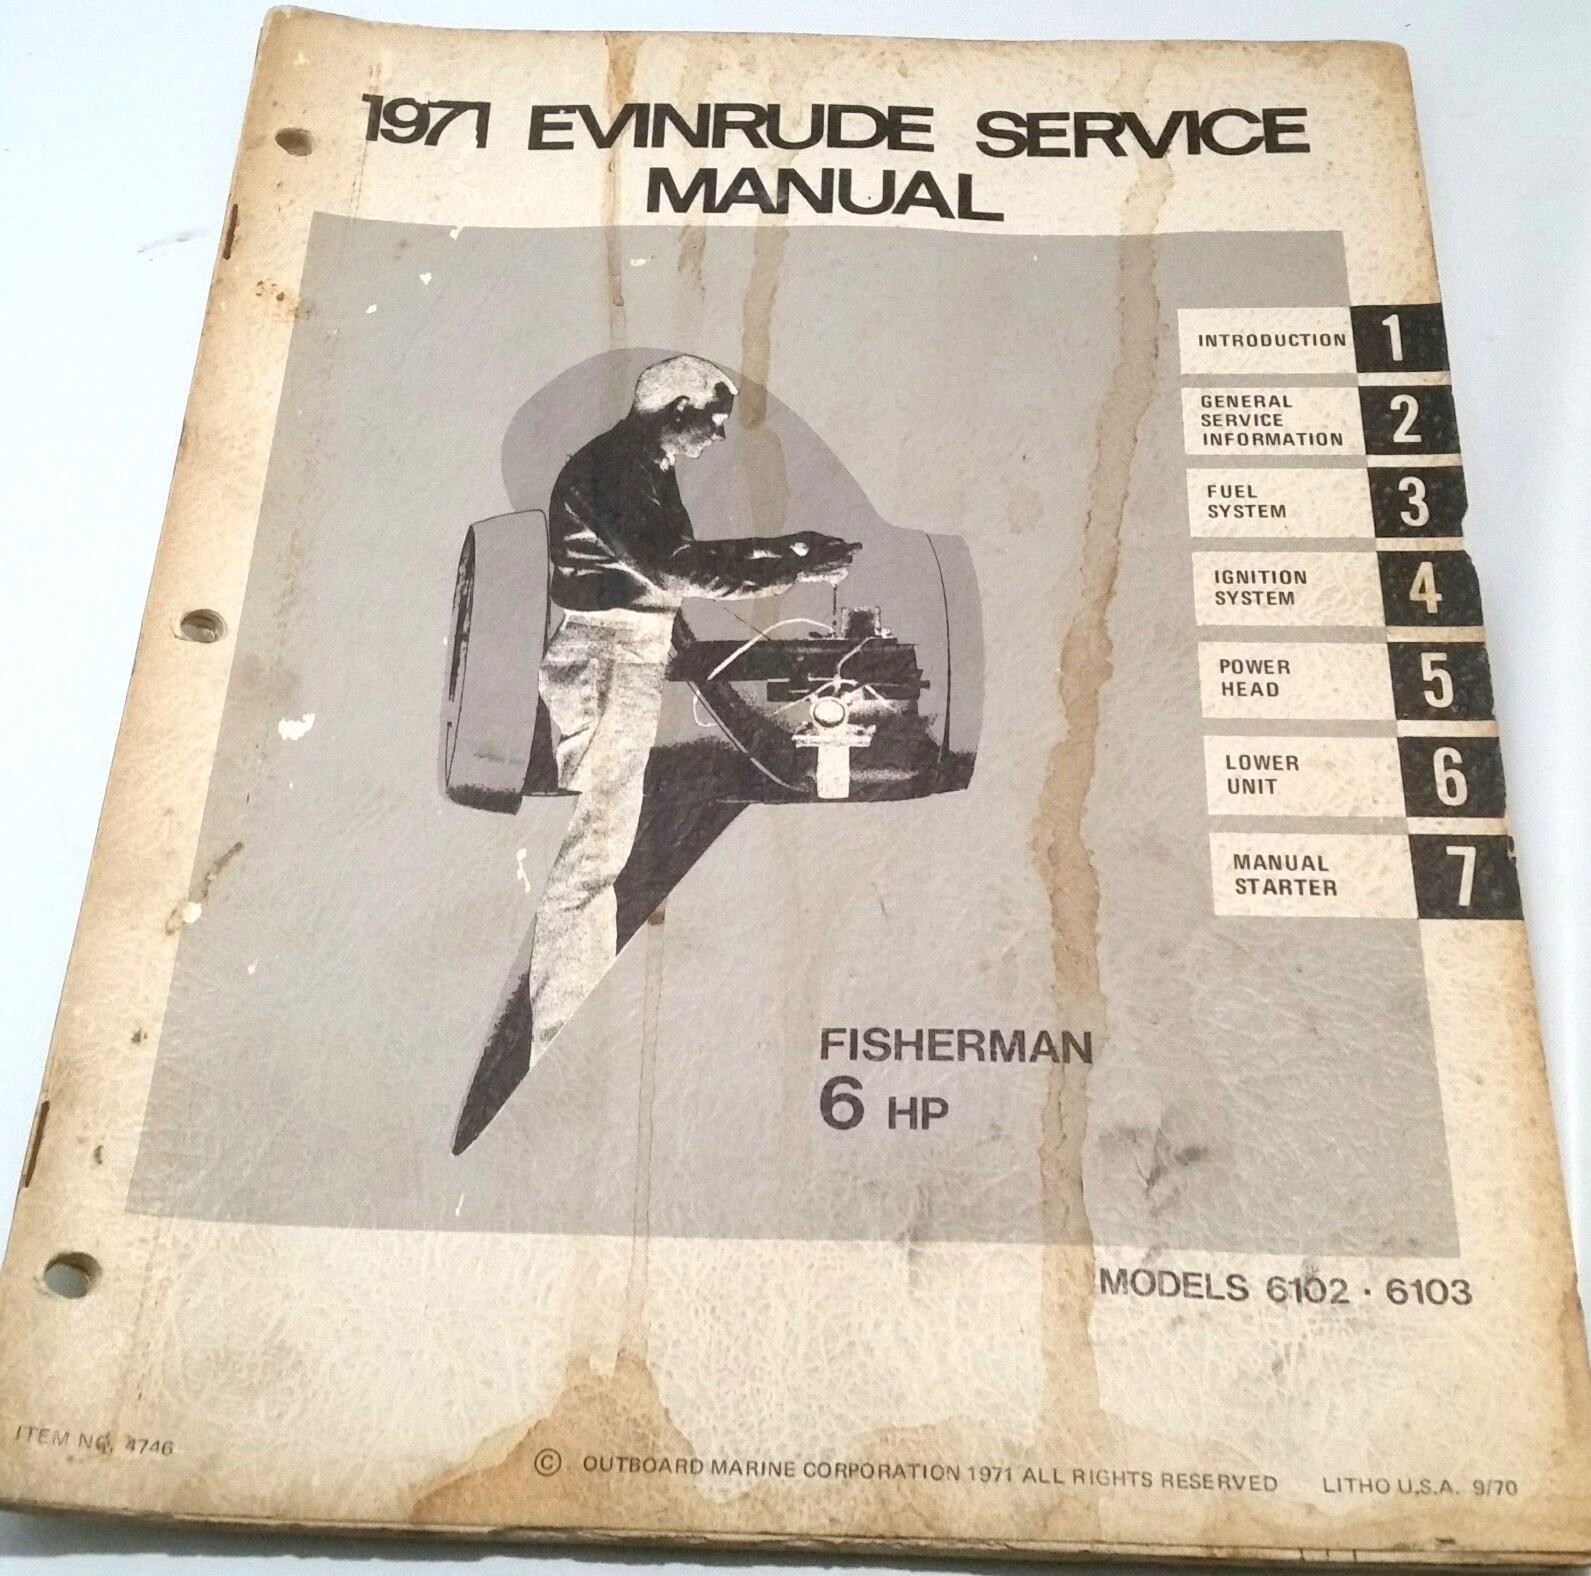 1971 EVINRUDE SERVICE
MANUAL
INTRODUCTION 1
GENERAL
SERVICE
INFORMATION
2
FUEL
SYSTEM
3
IGNITION
SYSTEM
4
POWER
HEAD
5
LOWER
UNIT
6
MANUAL
STARTER
7
FISHERMAN
6 HP
MODELS 6102 · 6103
ITEM NO. 4746
© OUTBOARD MARINE CORPORATION 1971 ALL RIGHTS RESERVED LITHO U.S.A. 9/70